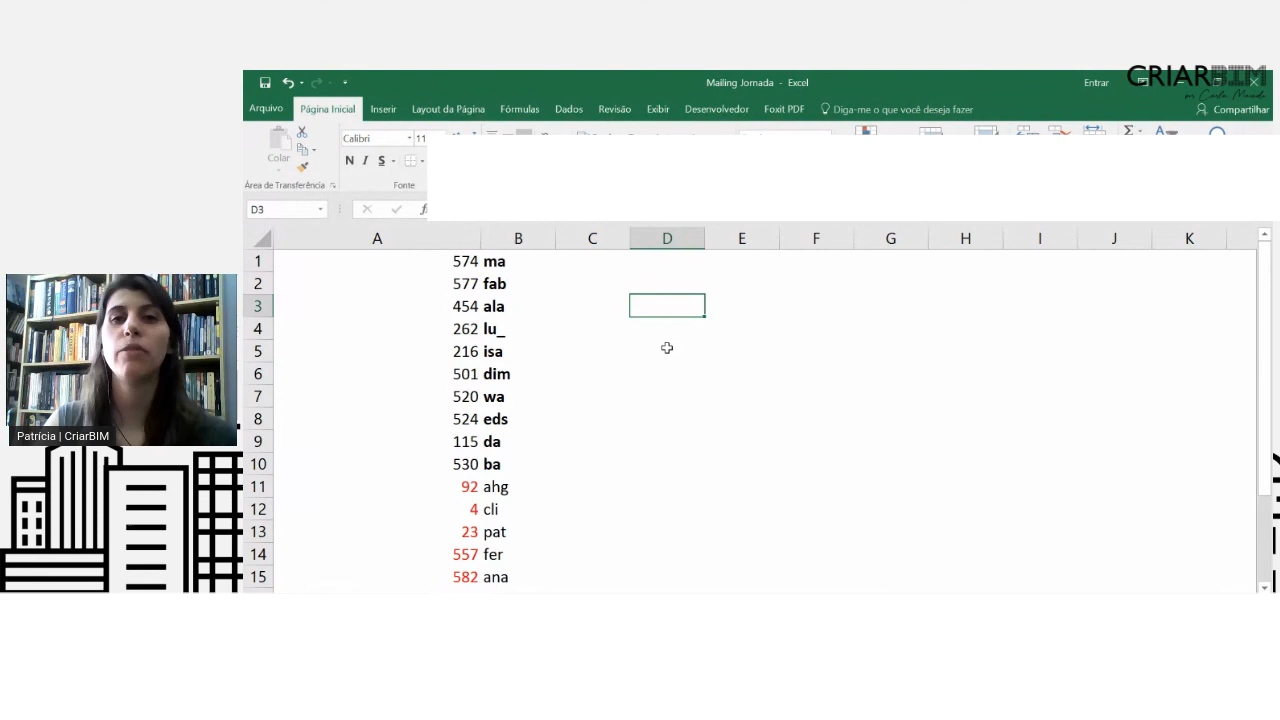 CRIARBIM
Mailing Jornada - Excel
Entrar
Arquivo Página Inicial Inserir Layout da Página Fórmulas Dados Revisão Exibir Desenvolvedor Foxit PDF Diga-me o que você deseja fazer
Compartilhar
Colar
Calibri 11
N I S
Área de Transferência Fonte
D3
A B C D E F G H I J K
1 574 ma
2 577 fab
3 454 ala
4 262 lu_
5 216 isa
6 501 dim
7 520 wa
8 524 eds
9 115 da
10 530 ba
11 92 ahg
12 4 cli
13 23 pat
14 557 fer
15 582 ana
Patrícia | CriarBIM